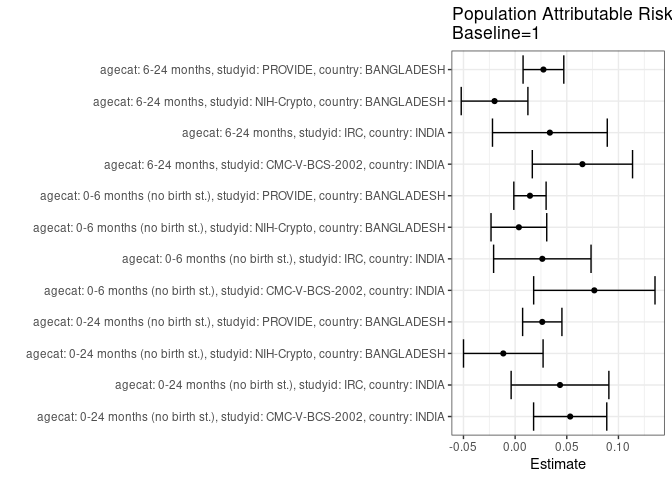 Population Attributable Risk
Baseline=1
agecat: 6-24 months, studyid: PROVIDE, country: BANGLADESH
agecat: 6-24 months, studyid: NIH-Crypto, country: BANGLADESH
agecat: 6-24 months, studyid: IRC, country: INDIA
agecat: 6-24 months, studyid: CMC-V-BCS-2002, country: INDIA
agecat: 0-6 months (no birth st.), studyid: PROVIDE, country: BANGLADESH
agecat: 0-6 months (no birth st.), studyid: NIH-Crypto, country: BANGLADESH
agecat: 0-6 months (no birth st.), studyid: IRC, country: INDIA
agecat: 0-6 months (no birth st.), studyid: CMC-V-BCS-2002, country: INDIA
agecat: 0-24 months (no birth st.), studyid: PROVIDE, country: BANGLADESH
agecat: 0-24 months (no birth st.), studyid: NIH-Crypto, country: BANGLADESH
agecat: 0-24 months (no birth st.), studyid: IRC, country: INDIA
agecat: 0-24 months (no birth st.), studyid: CMC-V-BCS-2002, country: INDIA
-0.05 0.00 0.05 0.10
Estimate